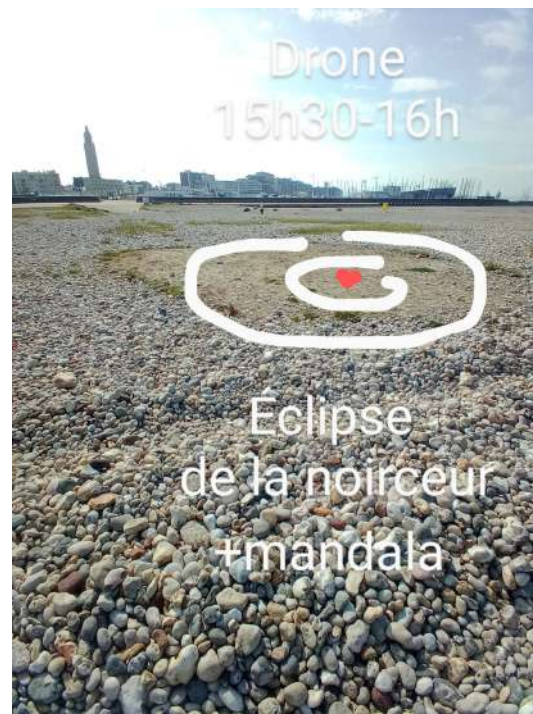 Drone
15h30-16h
Éclipse
de la noirceur
+mandala